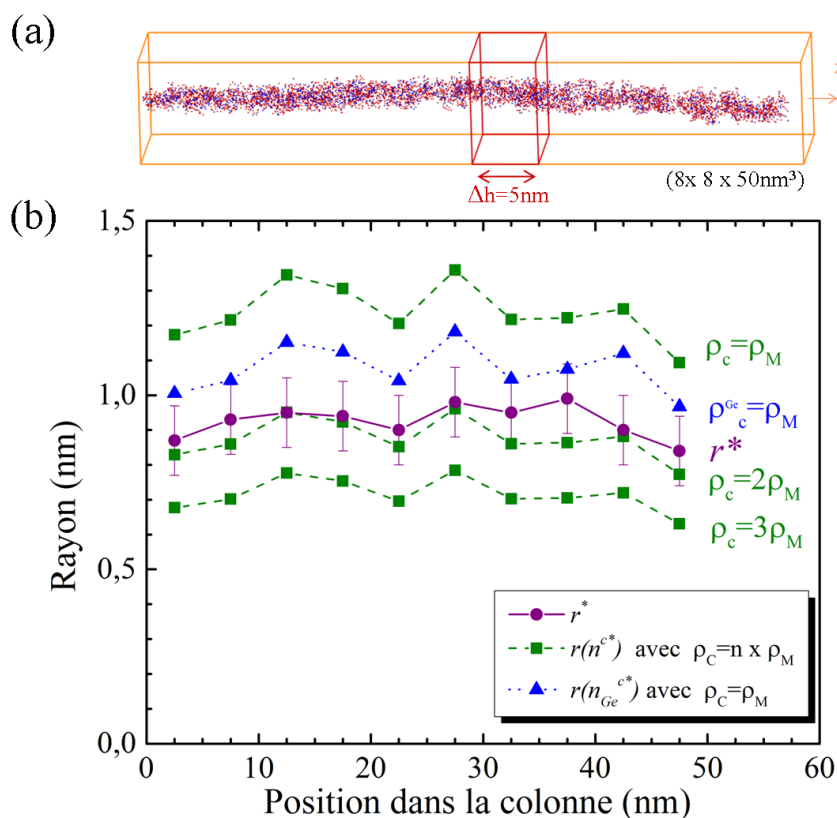 (a)
z
Δh=5nm
(8x 8 x 50nm³)
(b)
1,5
1,0
0,5
0,0
Rayon (nm)
ρc=ρM
ρᴳᵉc=ρM
r*
ρc=2ρM
ρc=3ρM
r*
r(nᶜ*) avec ρC=n x ρM
r(nGeᶜ*) avec ρC=ρM
0 10 20 30 40 50 60
Position dans la colonne (nm)